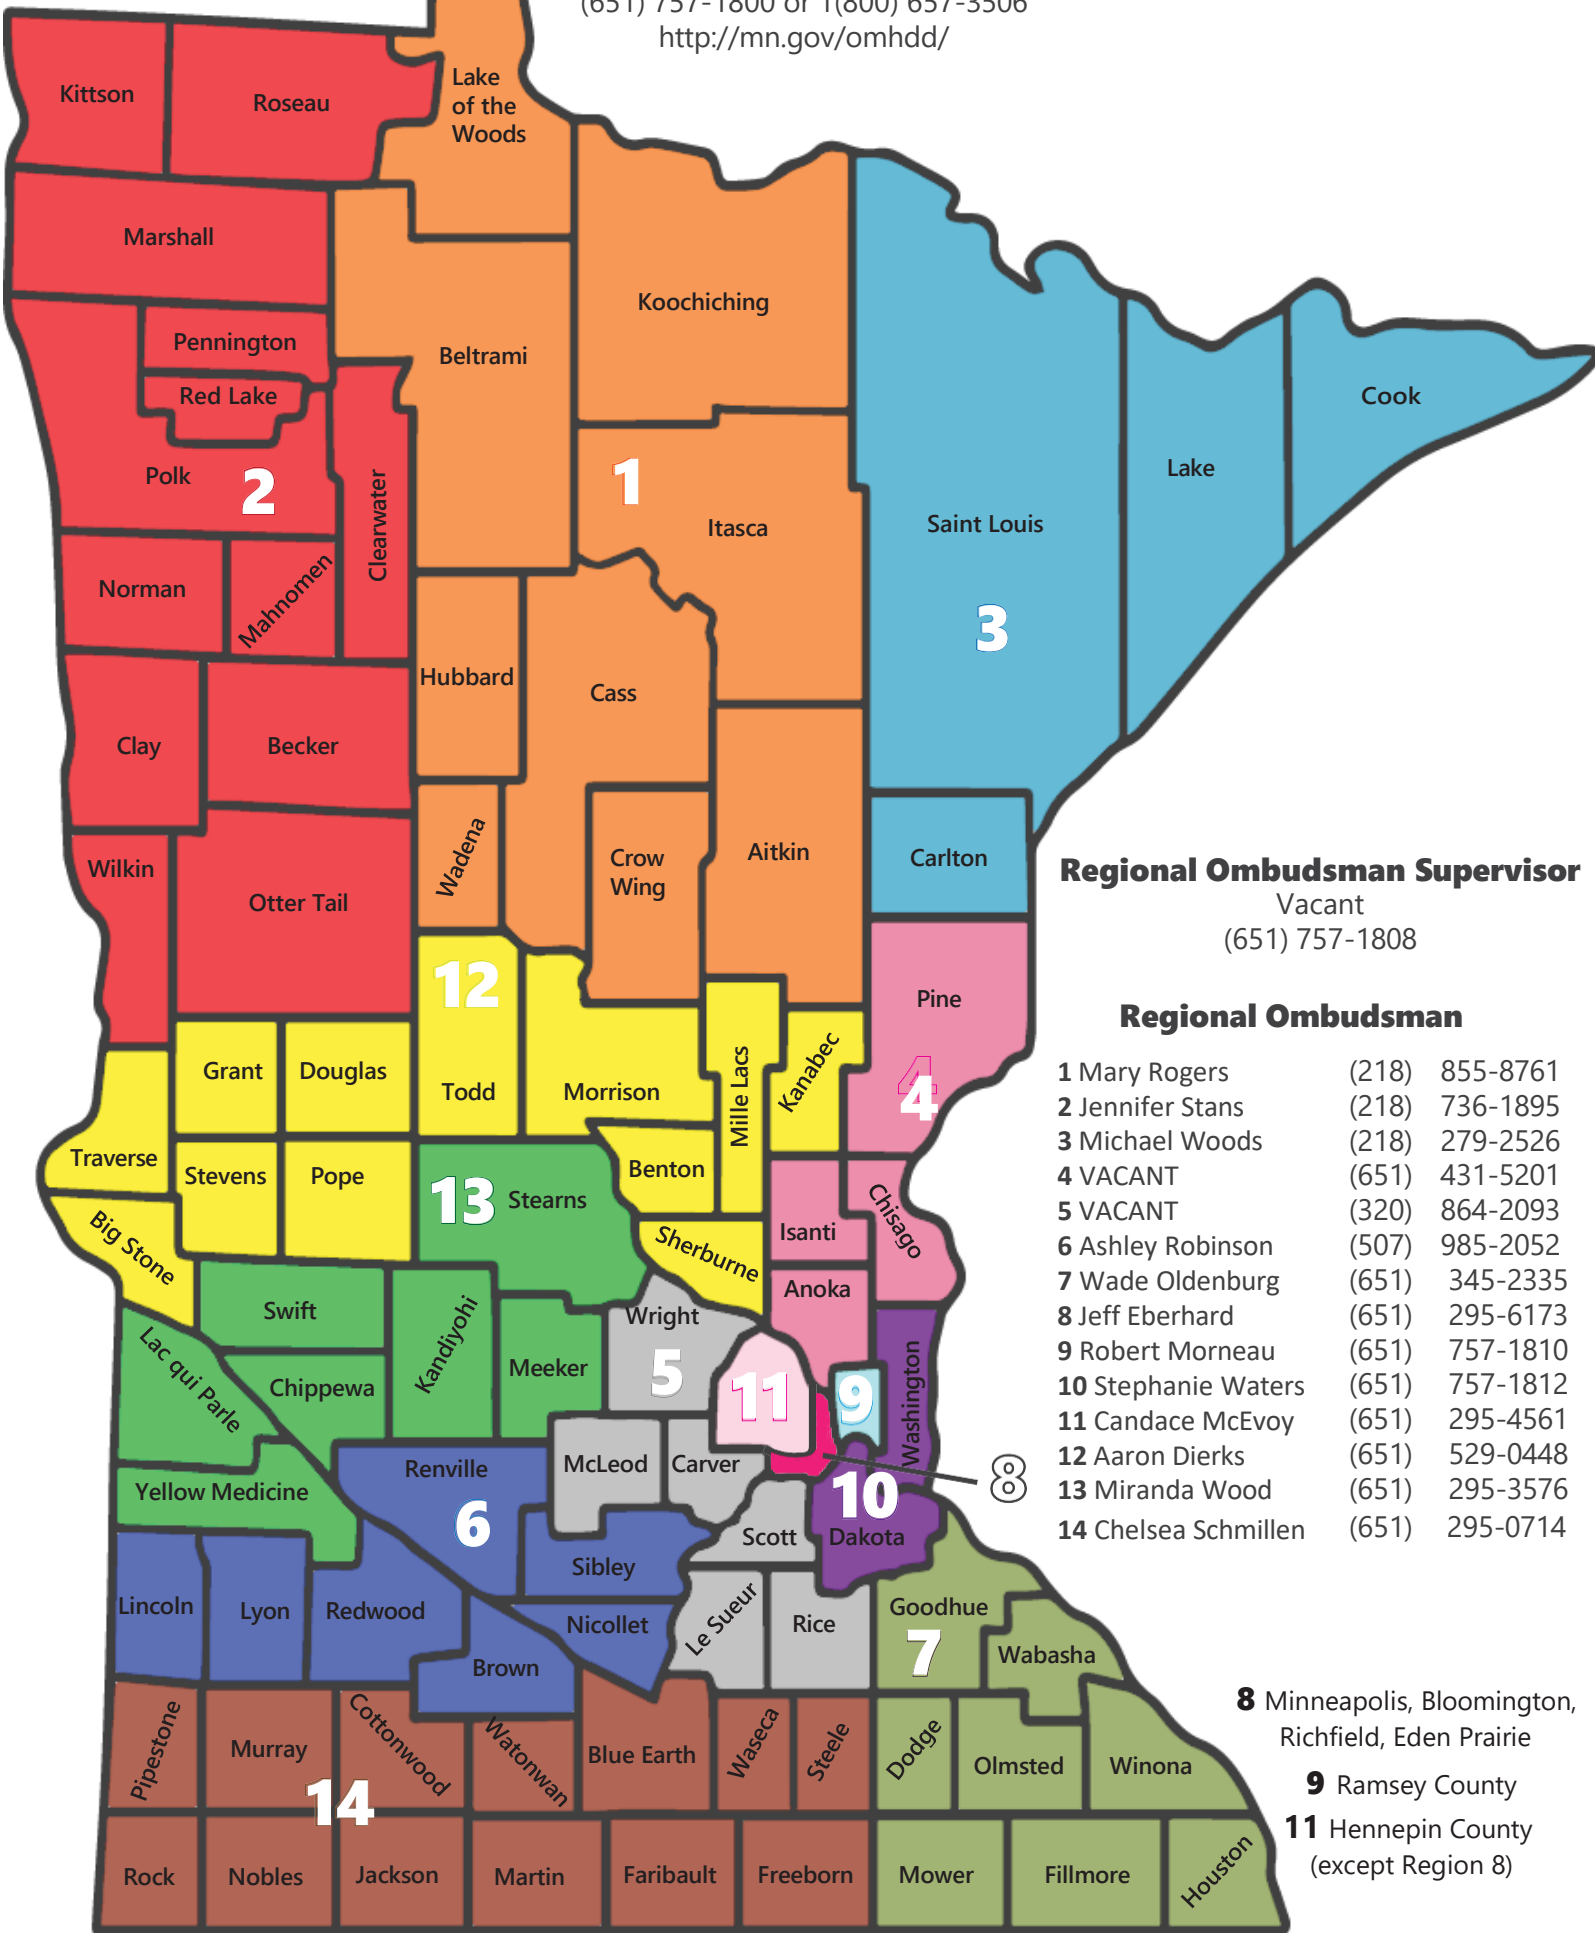 (651) 757-1800 or 1(800) 657-3506
http://mn.gov/omhdd/
Kittson
Roseau
Lake
of the
Woods
Marshall
Koochiching
Pennington
Beltrami
Red Lake
Cook
Polk
2
Clearwater
1
Itasca
Lake
Saint Louis
Norman
Mahnomen
3
Hubbard
Cass
Clay
Becker
Wilkin
Otter Tail
Wadena
Crow
Wing
Aitkin
Carlton
Regional Ombudsman Supervisor
Vacant
(651) 757-1808
12
Pine
Regional Ombudsman
1 Mary Rogers (218) 855-8761
2 Jennifer Stans (218) 736-1895
3 Michael Woods (218) 279-2526
4 VACANT (651) 431-5201
5 VACANT (320) 864-2093
6 Ashley Robinson (507) 985-2052
7 Wade Oldenburg (651) 345-2335
8 Jeff Eberhard (651) 295-6173
9 Robert Morneau (651) 757-1810
10 Stephanie Waters (651) 757-1812
11 Candace McEvoy (651) 295-4561
12 Aaron Dierks (651) 529-0448
13 Miranda Wood (651) 295-3576
14 Chelsea Schmillen (651) 295-0714
Grant
Douglas
Todd
Morrison
Mille Lacs
Kanabec
4
Traverse
Stevens
Pope
13
Stearns
Benton
Isanti
Chisago
Big Stone
Sherburne
Anoka
Swift
Kandiyohi
Wright
Lac qui Parle
Chippewa
Meeker
5
11
9
Washington
Yellow Medicine
Renville
McLeod
Carver
8
6
10
Scott
Dakota
Sibley
Lincoln
Lyon
Redwood
Nicollet
Le Sueur
Rice
Goodhue
7
Wabasha
Brown
Pipestone
Murray
Cottonwood
Watonwan
Blue Earth
Waseca
Steele
Dodge
Olmsted
Winona
14
Rock
Nobles
Jackson
Martin
Faribault
Freeborn
Mower
Fillmore
Houston
8 Minneapolis, Bloomington,
Richfield, Eden Prairie
9 Ramsey County
11 Hennepin County
(except Region 8)